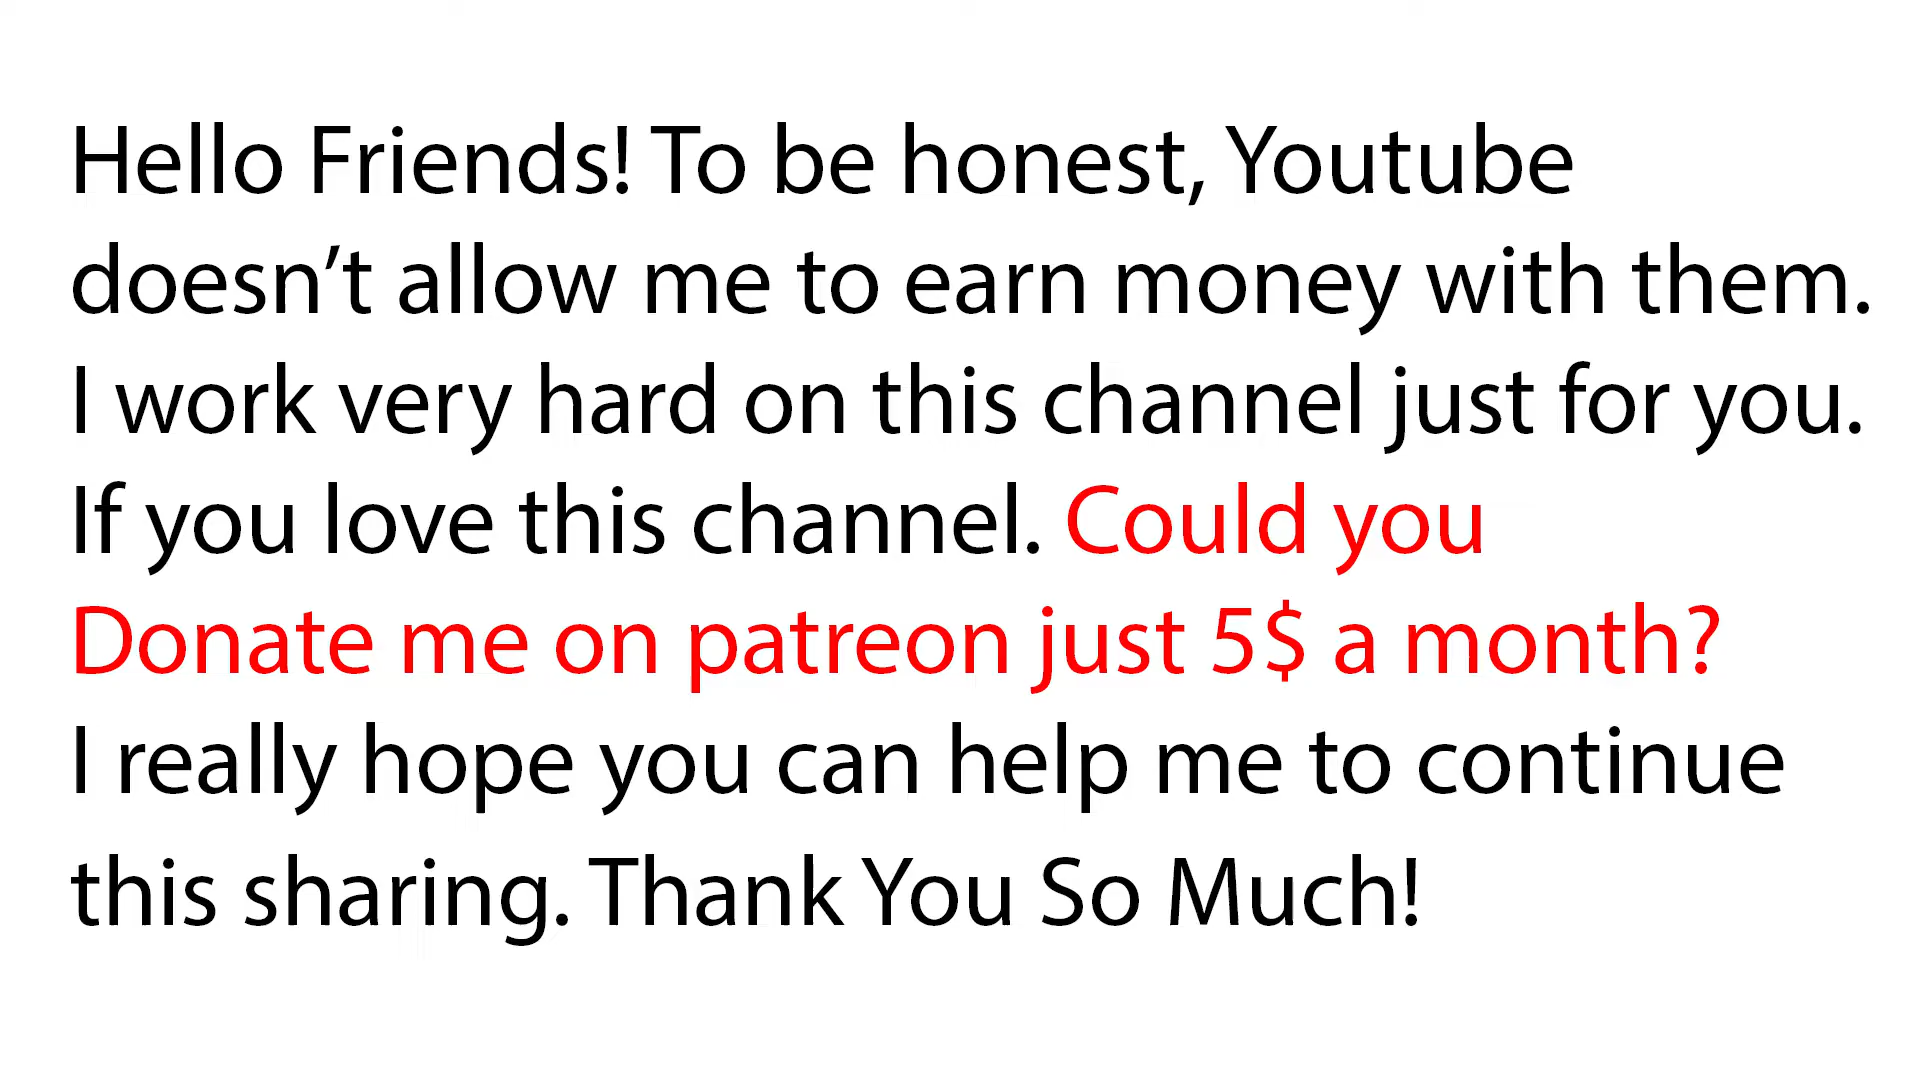 Hello Friends! To be honest, Youtube
doesn’t allow me to earn money with them.
I work very hard on this channel just for you.
If you love this channel. Could you
Donate me on patreon just 5$ a month?
I really hope you can help me to continue
this sharing. Thank You So Much!